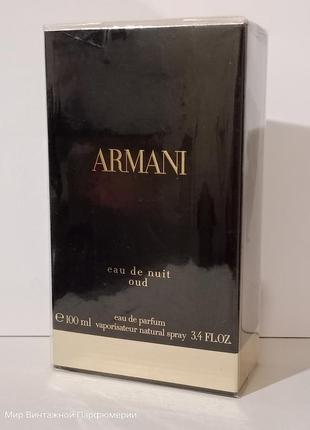 ARMANI
eau de nuit
oud
eau de parfum
℮ 100 ml vaporisateur natural spray 3.4 FL.OZ.
Мир Винтажной Парфюмерии